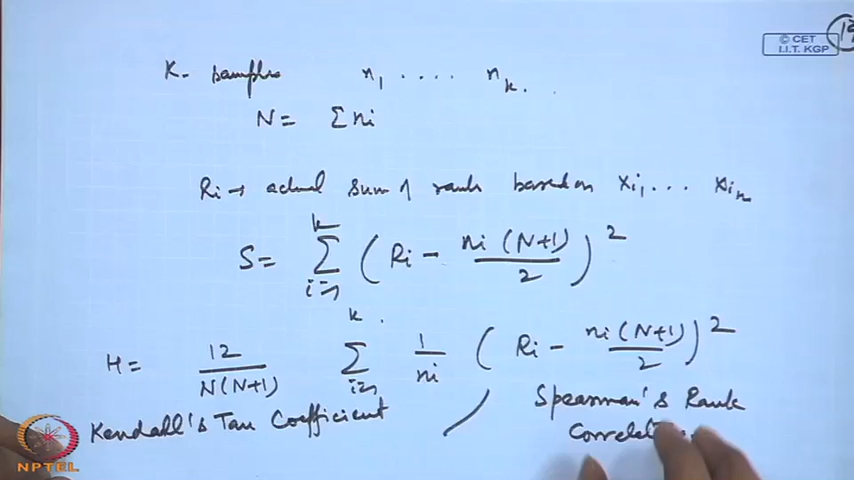 19
© CET
I.I.T. KGP
K- samples n1 .... nk.
N = Σni
Ri → actual sum of ranks based on xi1 ... xin
S = Σ_{i=1}^{k} ( Ri - ni (N+1)/2 )^2
H = 12/N(N+1) Σ_{i=1}^{k} 1/ni ( Ri - ni (N+1)/2 )^2
Kendall's Tau Coefficient / Spearman's Rank
NPTEL